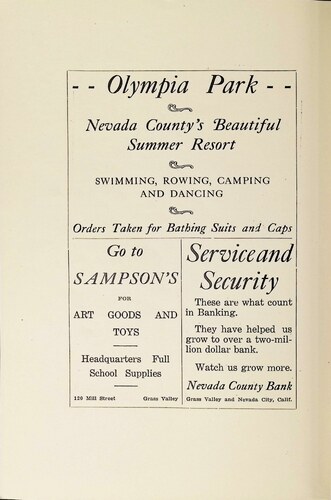 - - Olympia Park - -
Nevada County's Beautiful
Summer Resort
SWIMMING, ROWING, CAMPING
AND DANCING
Orders Taken for Bathing Suits and Caps
Go to
SAMPSON'S
FOR
ART GOODS AND
TOYS
Headquarters Full
School Supplies
120 Mill Street Grass Valley
Service and
Security
These are what count
in Banking.
They have helped us
grow to over a two-mil-
lion dollar bank.
Watch us grow more.
Nevada County Bank
Grass Valley and Nevada City, Calif.